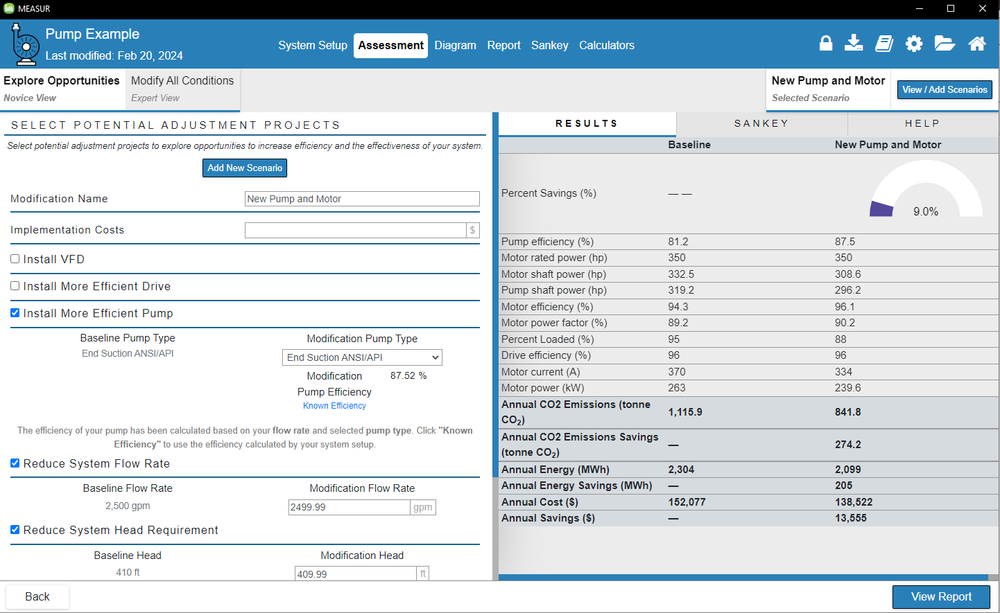 MEASUR
Pump Example
Last modified: Feb 20, 2024
System Setup Assessment Diagram Report Sankey Calculators
Explore Opportunities
Novice View
Modify All Conditions
Expert View
New Pump and Motor
Selected Scenario
View / Add Scenarios
SELECT POTENTIAL ADJUSTMENT PROJECTS
Select potential adjustment projects to explore opportunities to increase efficiency and the effectiveness of your system.
Add New Scenario
Modification Name New Pump and Motor
Implementation Costs $
Install VFD
Install More Efficient Drive
Install More Efficient Pump
Baseline Pump Type Modification Pump Type
End Suction ANSI/API End Suction ANSI/API
Modification 87.52 %
Pump Efficiency
Known Efficiency
The efficiency of your pump has been calculated based on your flow rate and selected pump type. Click "Known
Efficiency" to use the efficiency calculated by your system setup.
Reduce System Flow Rate
Baseline Flow Rate Modification Flow Rate
2,500 gpm 2499.99 gpm
Reduce System Head Requirement
Baseline Head Modification Head
410 ft 409.99 ft
RESULTS SANKEY HELP
Baseline New Pump and Motor
Percent Savings (%) — — 9.0%
Pump efficiency (%) 81.2 87.5
Motor rated power (hp) 350 350
Motor shaft power (hp) 332.5 308.6
Pump shaft power (hp) 319.2 296.2
Motor efficiency (%) 94.3 96.1
Motor power factor (%) 89.2 90.2
Percent Loaded (%) 95 88
Drive efficiency (%) 96 96
Motor current (A) 370 334
Motor power (kW) 263 239.6
Annual CO2 Emissions (tonne
CO₂) 1,115.9 841.8
Annual CO2 Emissions Savings
(tonne CO₂) — 274.2
Annual Energy (MWh) 2,304 2,099
Annual Energy Savings (MWh) — 205
Annual Cost ($) 152,077 138,522
Annual Savings ($) — 13,555
Back
View Report